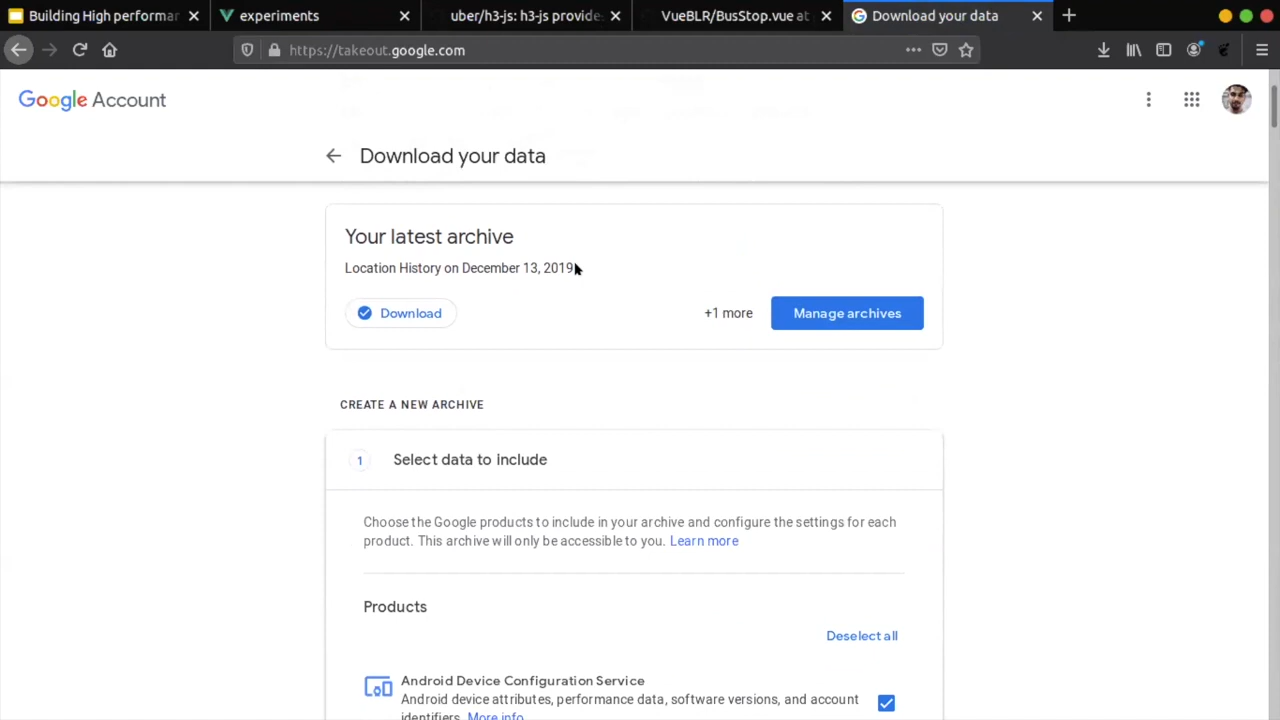 Building High performar
experiments
uber/h3-js: h3-js provide:
VueBLR/BusStop.vue at
Download your data
https://takeout.google.com
Google Account
Download your data
Your latest archive
Location History on December 13, 2019
Download
+1 more
Manage archives
CREATE A NEW ARCHIVE
1
Select data to include
Choose the Google products to include in your archive and configure the settings for each
product. This archive will only be accessible to you. Learn more
Products
Deselect all
Android Device Configuration Service
Android device attributes, performance data, software versions, and account
identifiers. More info